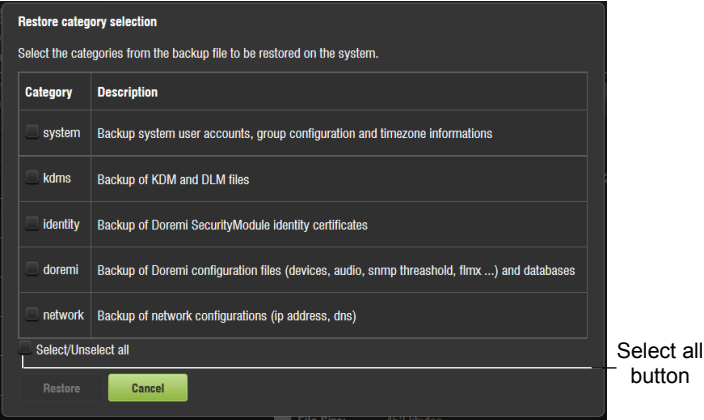 Restore category selection
Select the categories from the backup file to be restored on the system.
Category Description
system Backup system user accounts, group configuration and timezone informations
kdms Backup of KDM and DLM files
identity Backup of Doremi SecurityModule identity certificates
doremi Backup of Doremi configuration files (devices, audio, snmp threashold, flmx ...) and databases
network Backup of network configurations (ip address, dns)
Select/Unselect all
Select all
button
Restore Cancel
File Size: